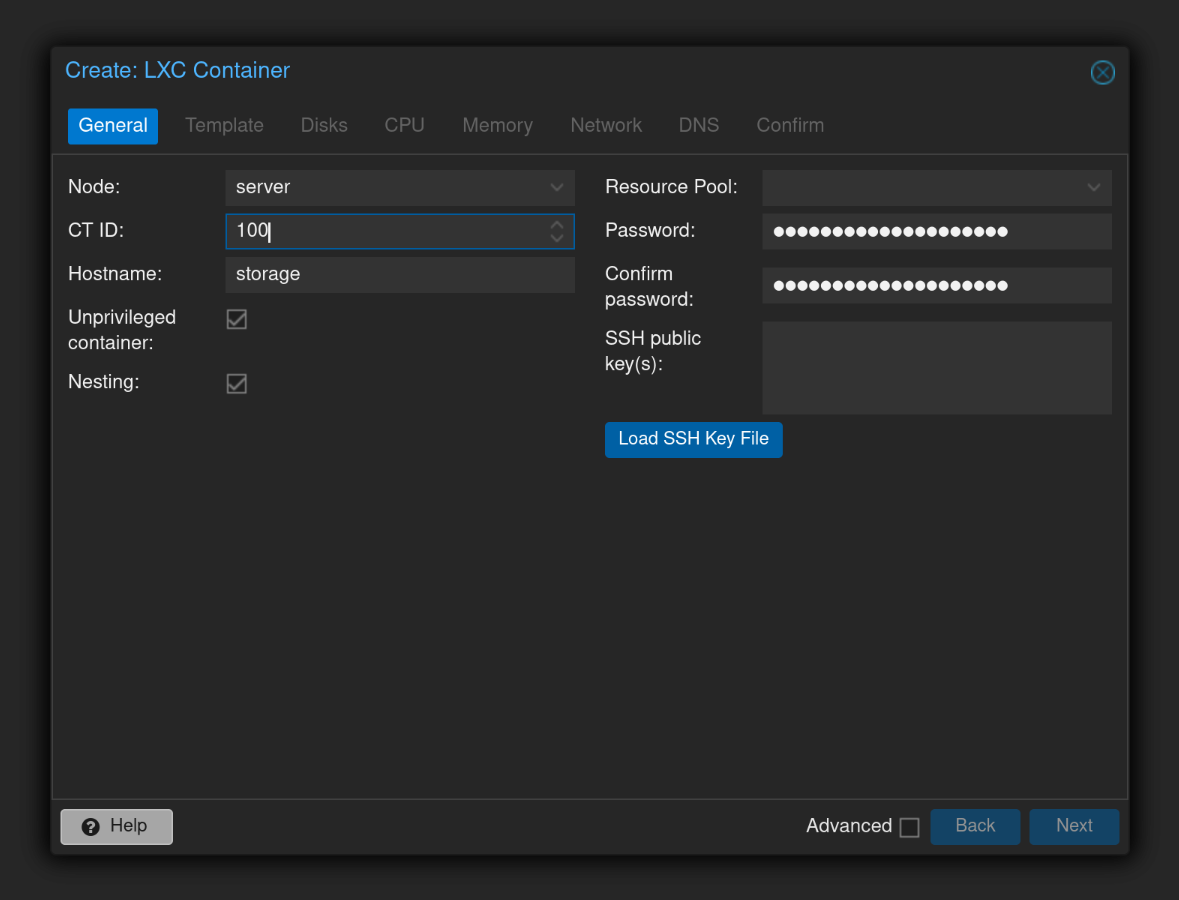 Create: LXC Container
General Template Disks CPU Memory Network DNS Confirm
Node: server
CT ID: 100
Hostname: storage
Unprivileged
container:
Nesting:
Resource Pool:
Password: ●●●●●●●●●●●●●●●●●●●●
Confirm
password: ●●●●●●●●●●●●●●●●●●●●
SSH public
key(s):
Load SSH Key File
Help
Advanced Back Next